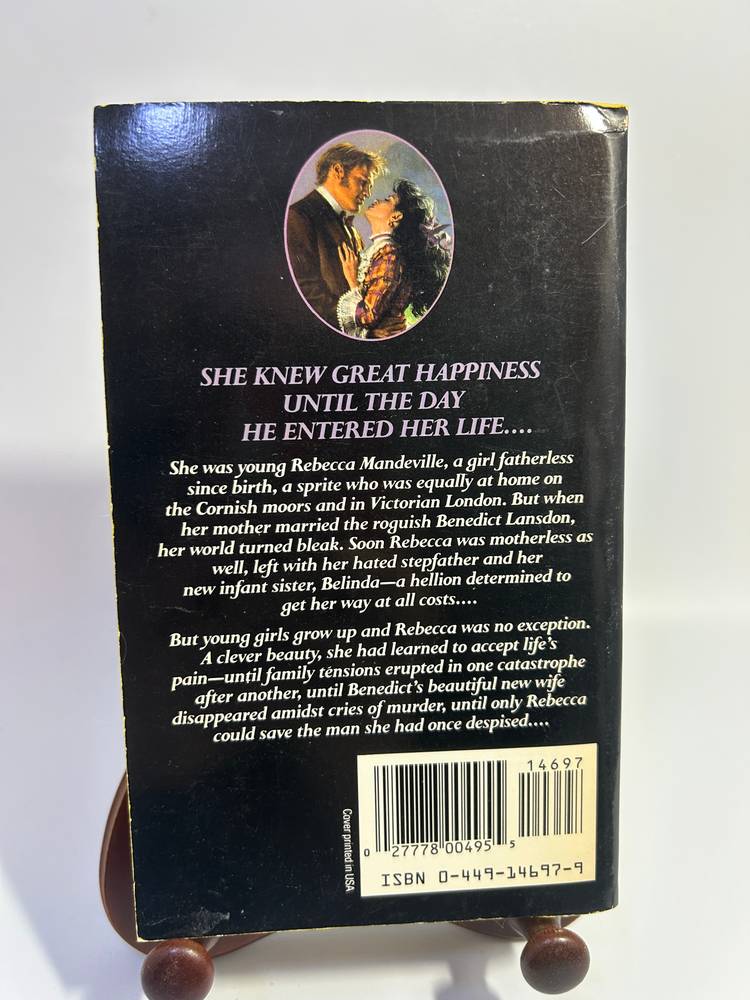 SHE KNEW GREAT HAPPINESS
UNTIL THE DAY
HE ENTERED HER LIFE....
She was young Rebecca Mandeville, a girl fatherless
since birth, a sprite who was equally at home on
the Cornish moors and in Victorian London. But when
her mother married the roguish Benedict Lansdon,
her world turned bleak. Soon Rebecca was motherless as
well, left with her hated stepfather and her
new infant sister, Belinda—a hellion determined to
get her way at all costs....
But young girls grow up and Rebecca was no exception.
A clever beauty, she had learned to accept life's
pain—until family tensions erupted in one catastrophe
after another, until Benedict's beautiful new wife
disappeared amidst cries of murder, until only Rebecca
could save the man she had once despised....
Cover printed in USA
14697
0 27778 00495 5
ISBN 0-449-14697-9